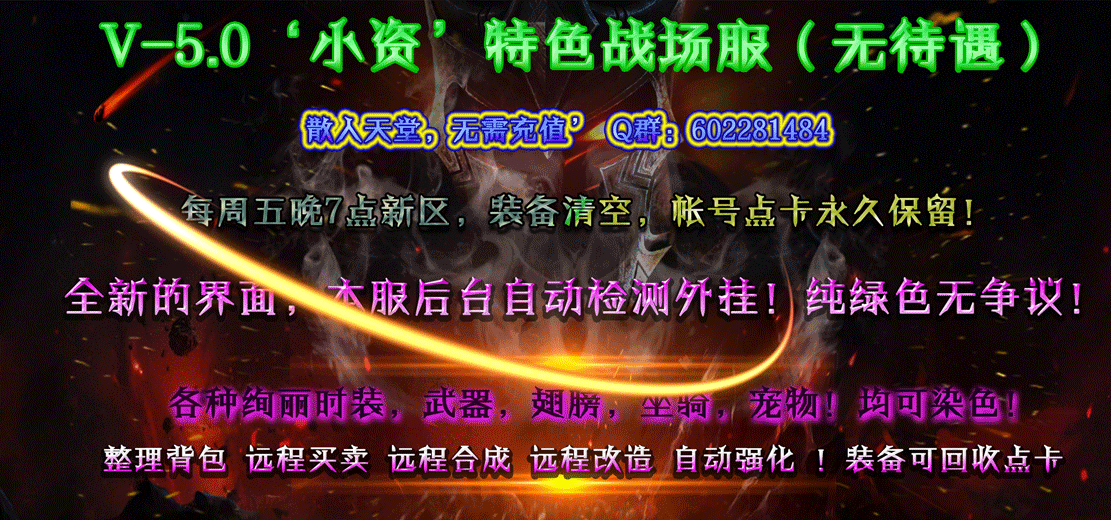 V-5.0‘小资’特色战场服（无待遇）
散人天堂，无需充值’ Q群：602281484
每周五晚7点新区，装备清空，帐号点卡永久保留！
全新的界面，本服后台自动检测外挂！纯绿色无争议！
各种绚丽时装，武器，翅膀，坐骑，宠物！均可染色！
整理背包 远程买卖 远程合成 远程改造 自动强化 ！装备可回收点卡